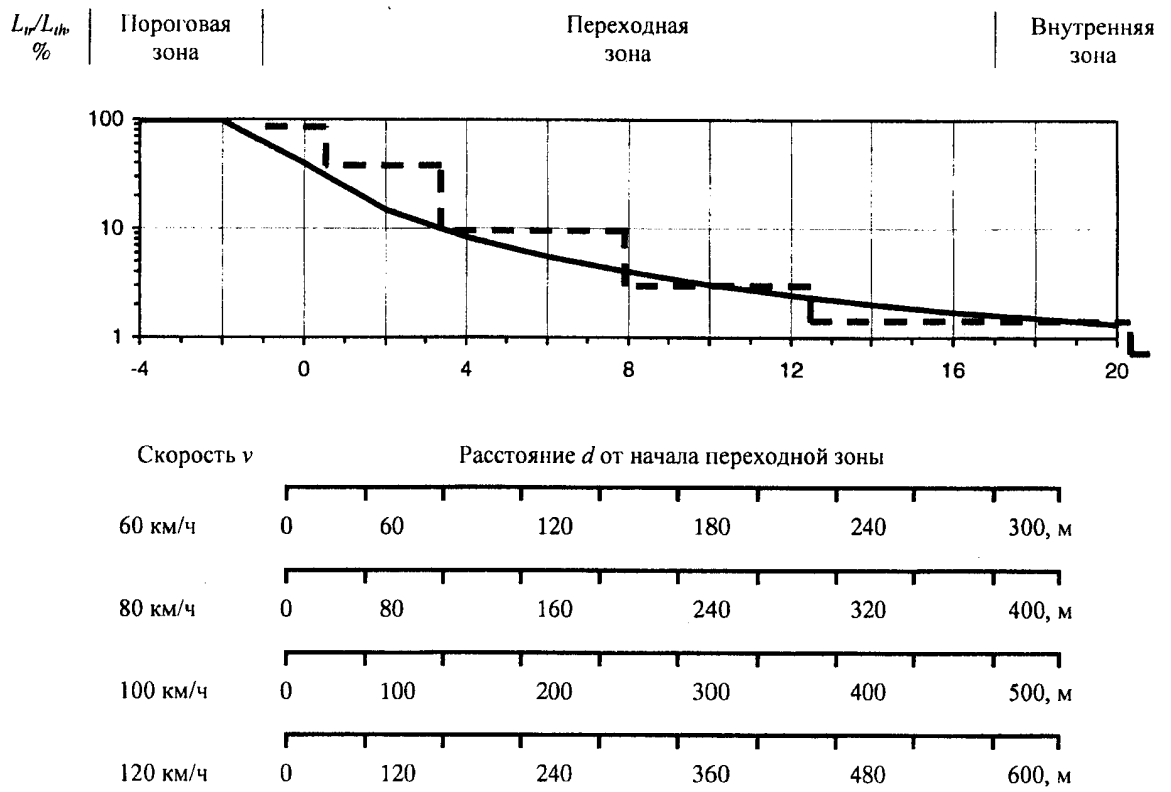 Ltr/Lth,
%
Пороговая
зона
Переходная
зона
Внутренняя
зона
100
10
1
-4 0 4 8 12 16 20
Скорость v Расстояние d от начала переходной зоны
60 км/ч 0 60 120 180 240 300, м
80 км/ч 0 80 160 240 320 400, м
100 км/ч 0 100 200 300 400 500, м
120 км/ч 0 120 240 360 480 600, м